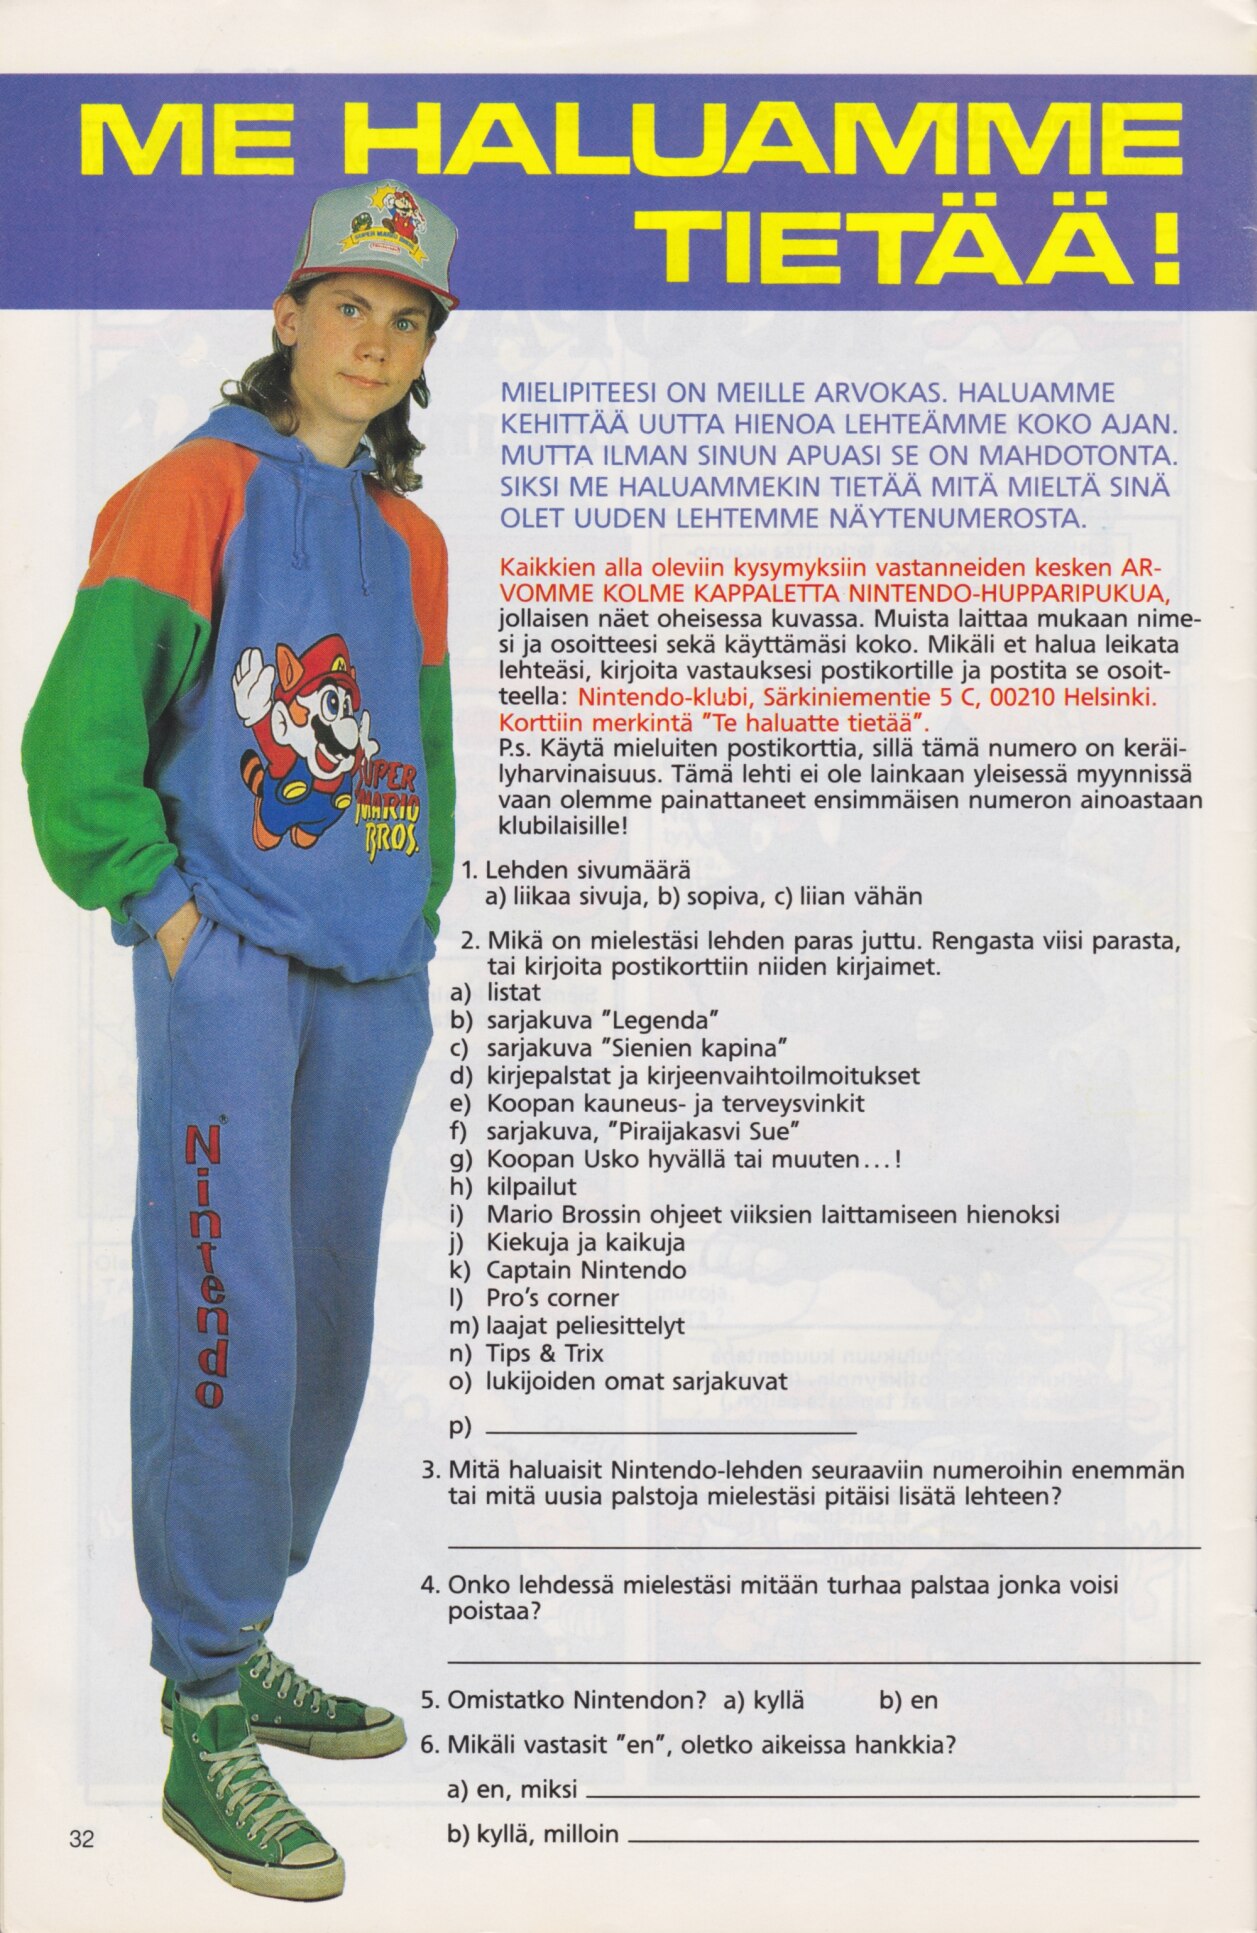 ME HALUAMME
TIETÄÄ!
SUPER MARIO BROS.
MIELIPITEESI ON MEILLE ARVOKAS. HALUAMME
KEHITTÄÄ UUTTA HIENOA LEHTEÄMME KOKO AJAN.
MUTTA ILMAN SINUN APUASI SE ON MAHDOTONTA.
SIKSI ME HALUAMMEKIN TIETÄÄ MITÄ MIELTÄ SINÄ
OLET UUDEN LEHTEMME NÄYTENUMEROSTA.
Kaikkien alla oleviin kysymyksiin vastanneiden kesken AR-
VOMME KOLME KAPPALETTA NINTENDO-HUPPARIPUKUA,
jollaisen näet oheisessa kuvassa. Muista laittaa mukaan nime-
si ja osoitteesi sekä käyttämäsi koko. Mikäli et halua leikata
lehteäsi, kirjoita vastauksesi postikortille ja postita se osoit-
teella: Nintendo-klubi, Särkiniementie 5 C, 00210 Helsinki.
Korttiin merkintä "Te haluatte tietää".
P.s. Käytä mieluiten postikorttia, sillä tämä numero on keräi-
lyharvinaisuus. Tämä lehti ei ole lainkaan yleisessä myynnissä
vaan olemme painattaneet ensimmäisen numeron ainoastaan
klubilaisille!
SUPER
MARIO
BROS.
1. Lehden sivumäärä
a) liikaa sivuja, b) sopiva, c) liian vähän
2. Mikä on mielestäsi lehden paras juttu. Rengasta viisi parasta,
tai kirjoita postikorttiin niiden kirjaimet.
a) listat
b) sarjakuva "Legenda"
c) sarjakuva "Sienien kapina"
d) kirjepalstat ja kirjeenvaihtoilmoitukset
e) Koopan kauneus- ja terveysvinkit
f) sarjakuva, "Piraijakasvi Sue"
g) Koopan Usko hyvällä tai muuten...!
h) kilpailut
i) Mario Brossin ohjeet viiksien laittamiseen hienoksi
j) Kiekuja ja kaikuja
k) Captain Nintendo
l) Pro's corner
m) laajat peliesittelyt
n) Tips & Trix
o) lukijoiden omat sarjakuvat
p)
Nintendo®
3. Mitä haluaisit Nintendo-lehden seuraaviin numeroihin enemmän
tai mitä uusia palstoja mielestäsi pitäisi lisätä lehteen?
4. Onko lehdessä mielestäsi mitään turhaa palstaa jonka voisi
poistaa?
5. Omistatko Nintendon? a) kyllä b) en
6. Mikäli vastasit "en", oletko aikeissa hankkia?
a) en, miksi
b) kyllä, milloin
32